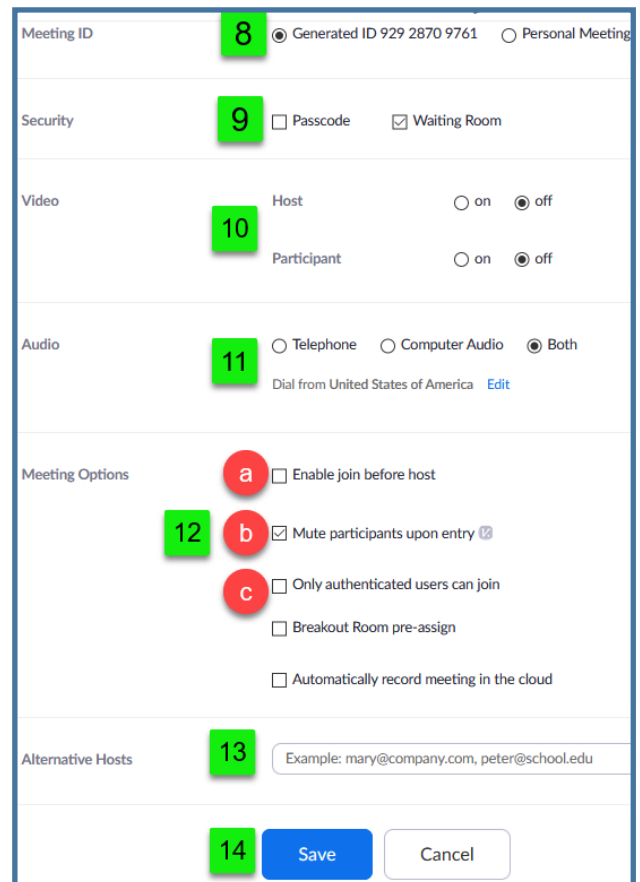 Meeting ID 8 Generated ID 929 2870 9761 Personal Meeting
Security 9 Passcode Waiting Room
Video Host on off
10
Participant on off
Audio 11 Telephone Computer Audio Both
Dial from United States of America Edit
Meeting Options a Enable join before host
12 b Mute participants upon entry
c Only authenticated users can join
Breakout Room pre-assign
Automatically record meeting in the cloud
Alternative Hosts 13 Example: mary@company.com, peter@school.edu
14 Save Cancel